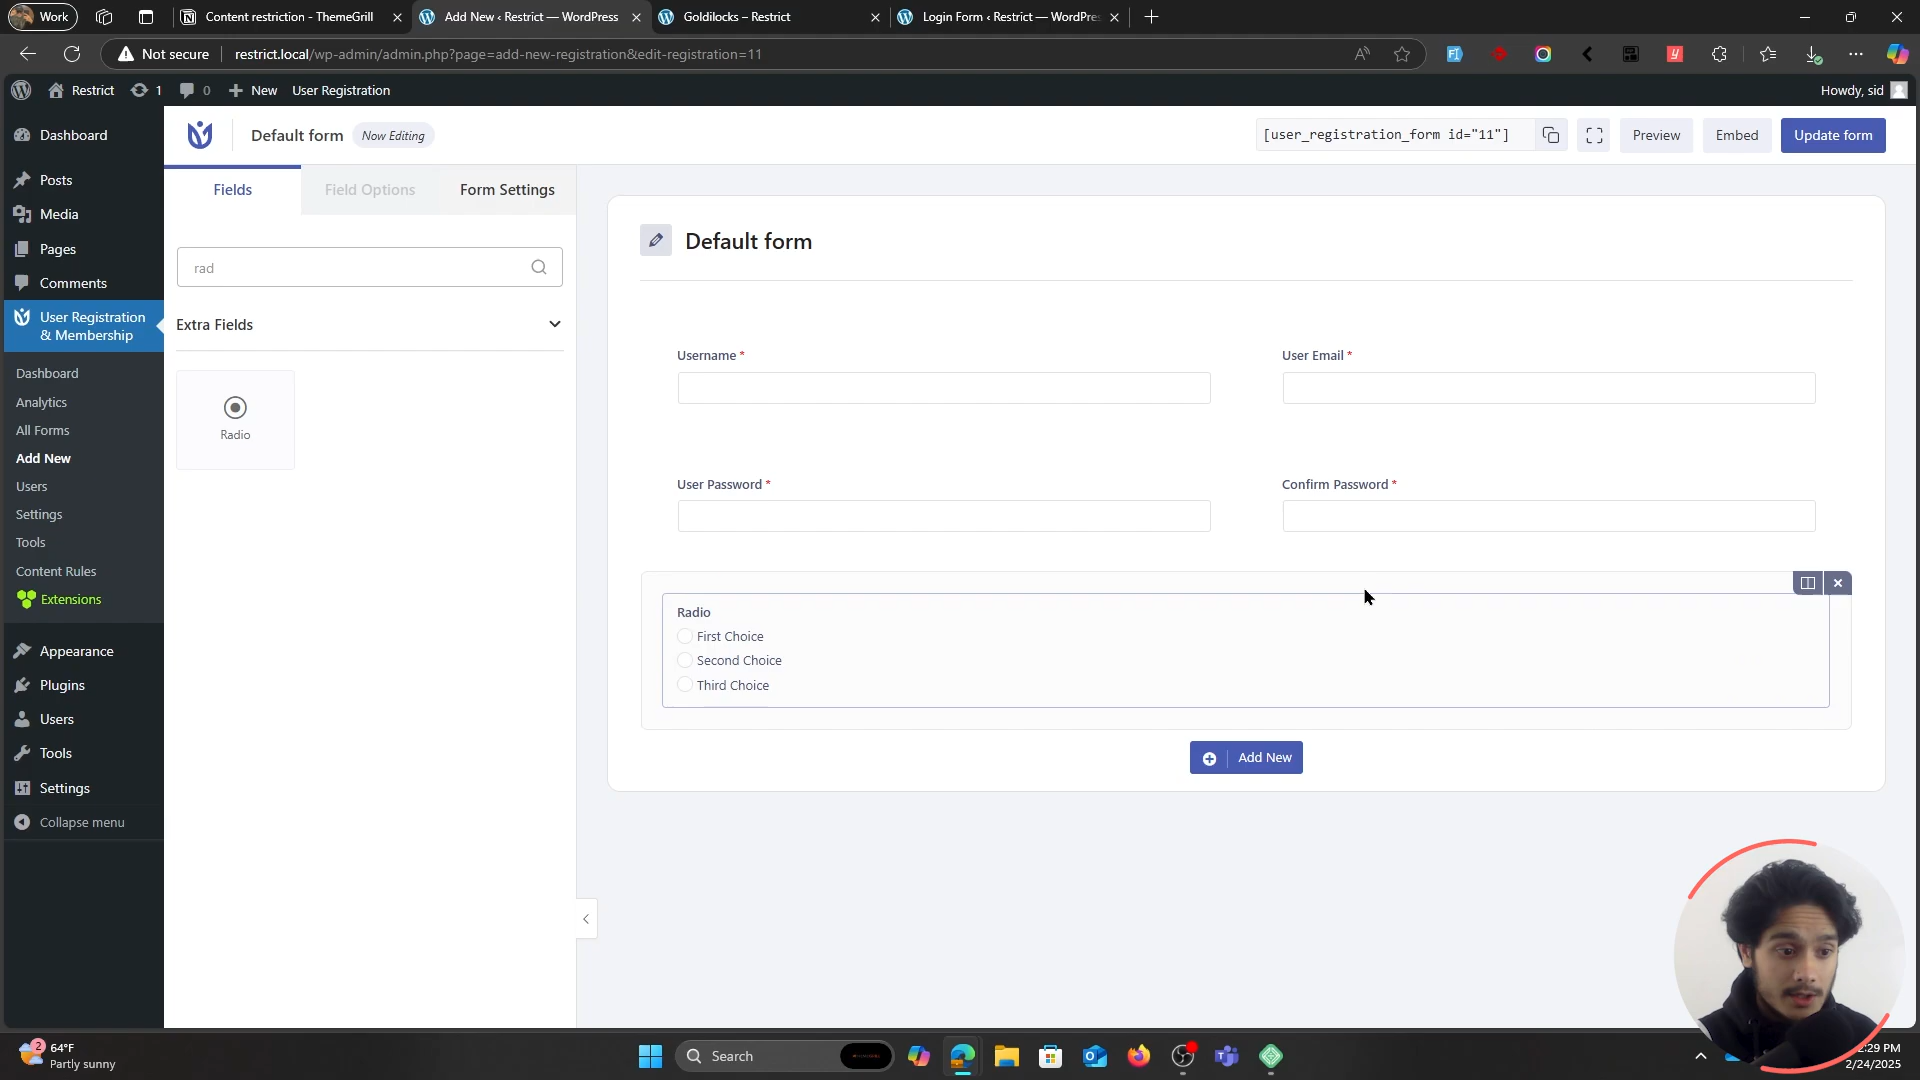 Work
Content restriction - ThemeGrill
Add New ‹ Restrict — WordPress
Goldilocks – Restrict
Login Form ‹ Restrict — WordPres
Not secure
restrict.local/wp-admin/admin.php?page=add-new-registration&edit-registration=11
Restrict
1
0
New
User Registration
Howdy, sid
Dashboard
Posts
Media
Pages
Comments
User Registration
& Membership
Dashboard
Analytics
All Forms
Add New
Users
Settings
Tools
Content Rules
Extensions
Appearance
Plugins
Users
Tools
Settings
Collapse menu
Default form
Now Editing
[user_registration_form id="11"]
Preview
Embed
Update form
Fields
Field Options
Form Settings
rad
Extra Fields
Radio
Default form
Username *
User Email *
User Password *
Confirm Password *
Radio
First Choice
Second Choice
Third Choice
Add New
2
64°F
Partly sunny
Search
2:29 PM
2/24/2025